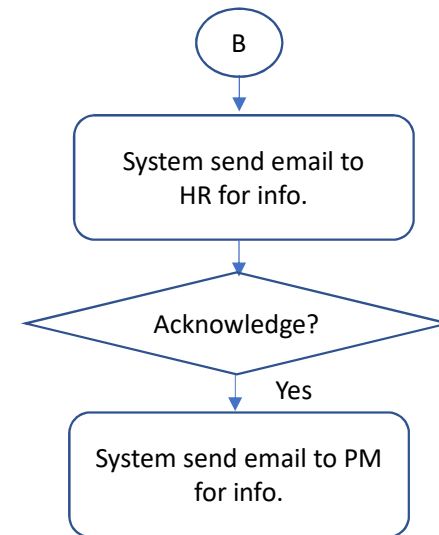 B
System send email to
HR for info.
Acknowledge?
Yes
System send email to PM
for info.